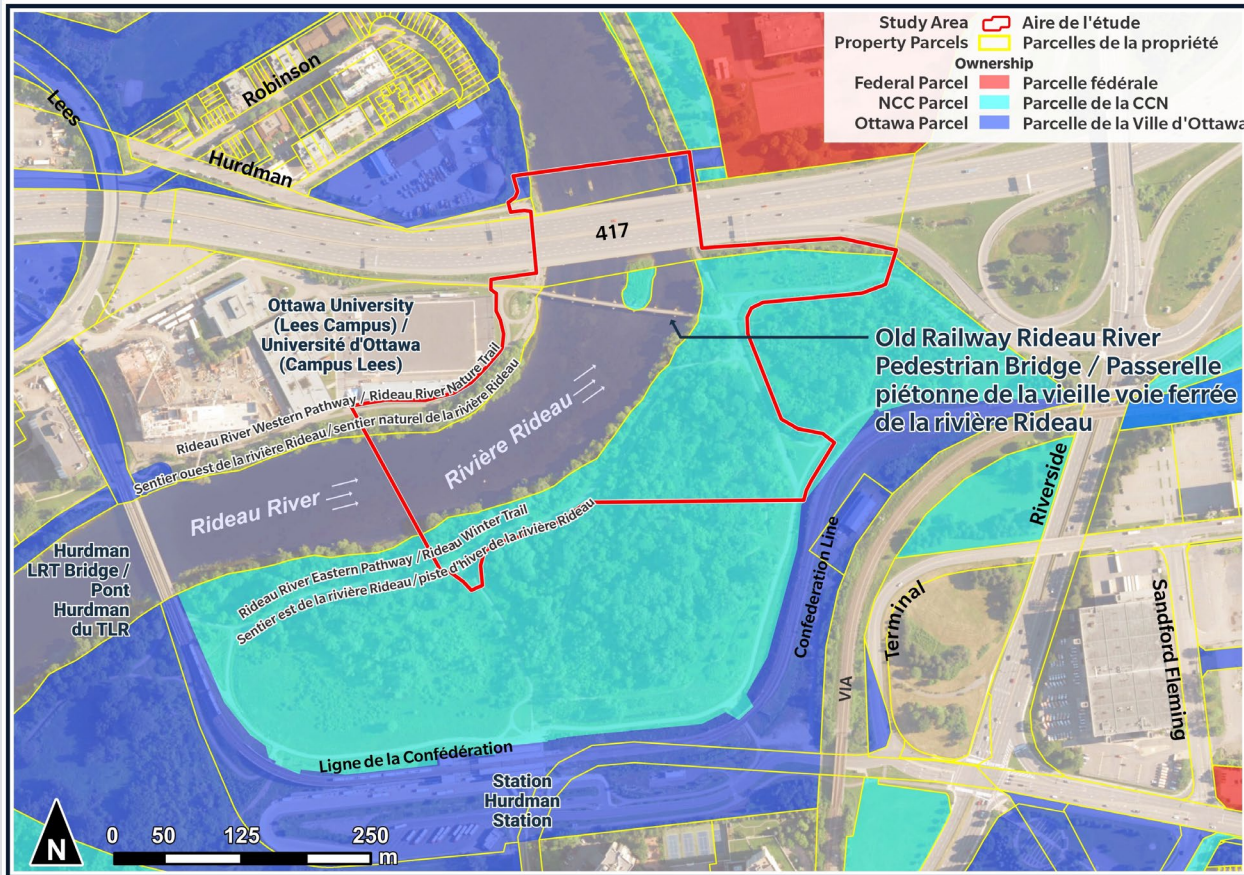 Study Area Aire de l'étude
Property Parcels Parcelles de la propriété
Ownership
Federal Parcel Parcelle fédérale
NCC Parcel Parcelle de la CCN
Ottawa Parcel Parcelle de la Ville d'Ottawa
Lees
Robinson
Hurdman
417
Ottawa University
(Lees Campus) /
Université d'Ottawa
(Campus Lees)
Old Railway Rideau River
Pedestrian Bridge / Passerelle
piétonne de la vieille voie ferrée
de la rivière Rideau
Rideau River Western Pathway / Rideau River Nature Trail
Sentier ouest de la rivière Rideau/sentier naturel de la rivière Rideau
Rivière Rideau
Rideau River
Rideau River Eastern Pathway / Rideau Winter Trail
Sentier est de la rivière Rideau/piste d'hiver de la rivière Rideau
Hurdman
LRT Bridge /
Pont
Hurdman
du TLR
Confederation Line
Riverside
Terminal
Sandford Fleming
VIA
Ligne de la Confédération
Station
Hurdman
Station
N
0 50 125 250
m